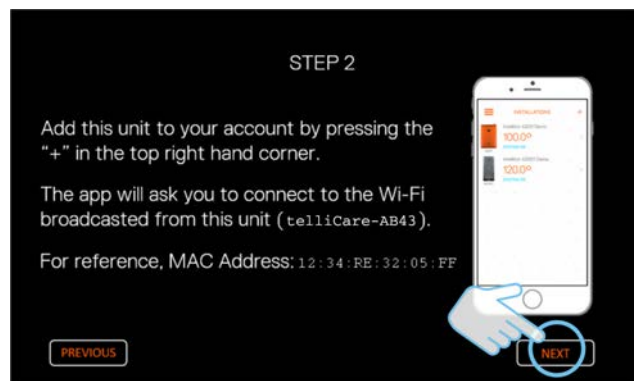 STEP 2
Add this unit to your account by pressing the
“+” in the top right hand corner.
The app will ask you to connect to the Wi-Fi
broadcasted from this unit (telliCare-AB43).
For reference, MAC Address: 12:34:RE:32:05:FF
INSTALLATIONS +
100.0º
120.0º
PREVIOUS
NEXT